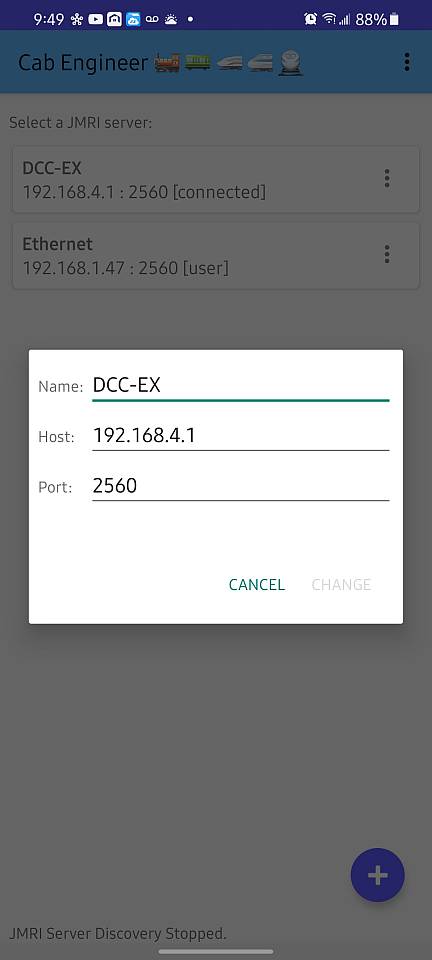 9:49 88%
Cab Engineer
Select a JMRI server:
DCC-EX
192.168.4.1 : 2560 [connected]
Ethernet
192.168.1.47 : 2560 [user]
Name: DCC-EX
Host: 192.168.4.1
Port: 2560
CANCEL CHANGE
JMRI Server Discovery Stopped.